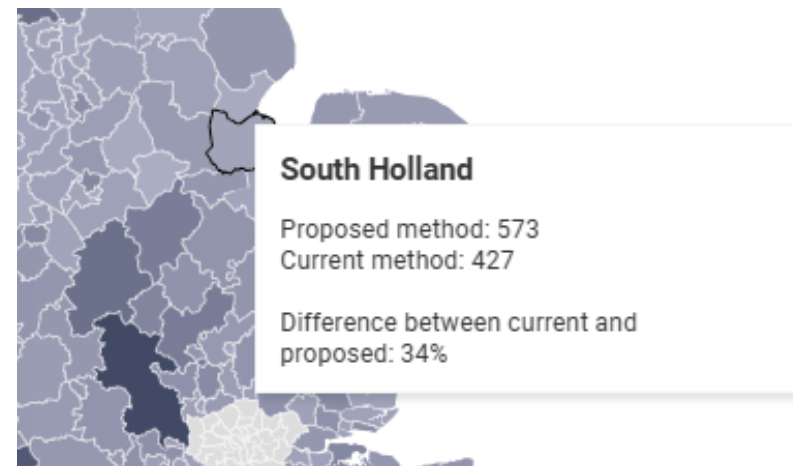 South Holland
Proposed method: 573
Current method: 427
Difference between current and
proposed: 34%